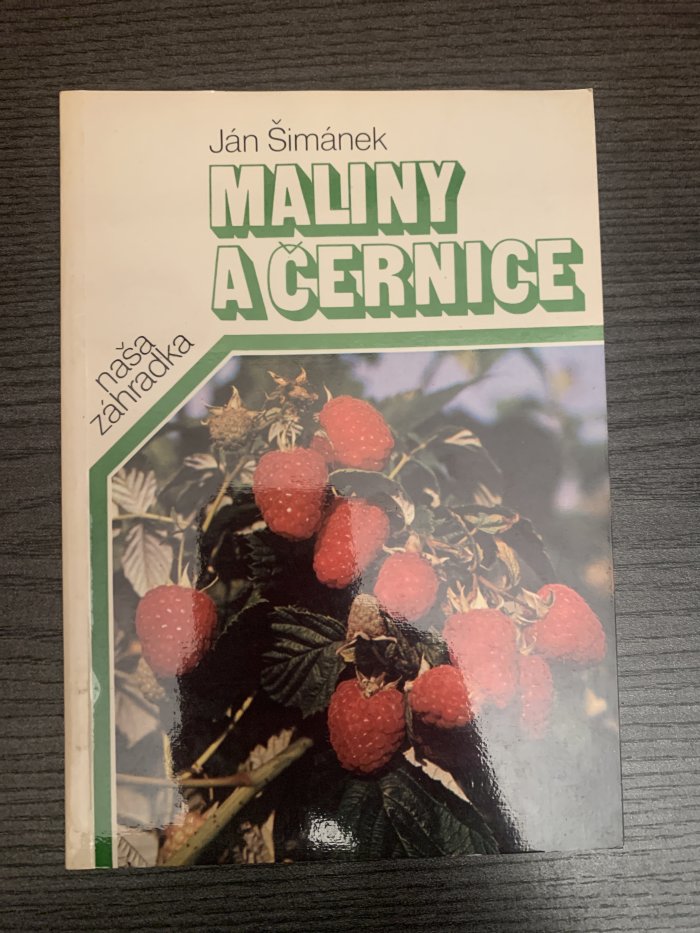 Ján Šimánek
MALINY
A ČERNICE
naša
záhradka